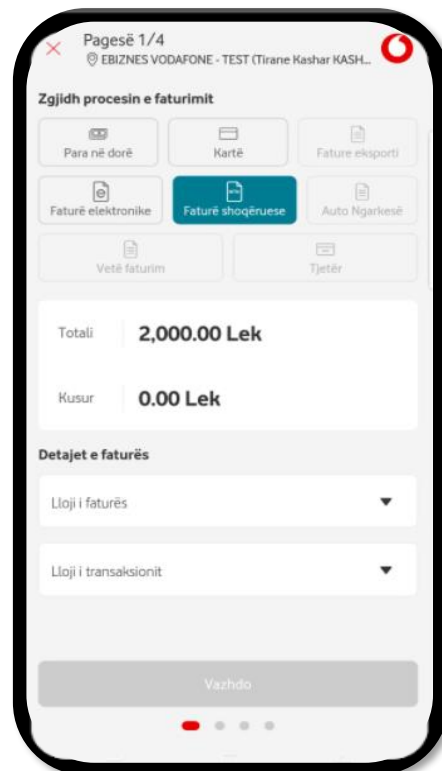 Pagesë 1/4
EBIZNES VODAFONE - TEST (Tirane Kashar KASH...
Zgjidh procesin e faturimit
Para në dorë
Kartë
Fature eksporti
Faturë elektronike
Faturë shoqëruese
Auto Ngarkesë
Vetë faturim
Tjetër
Totali 2,000.00 Lek
Kusur 0.00 Lek
Detajet e faturës
Lloji i faturës
Lloji i transaksionit
Vazhdo